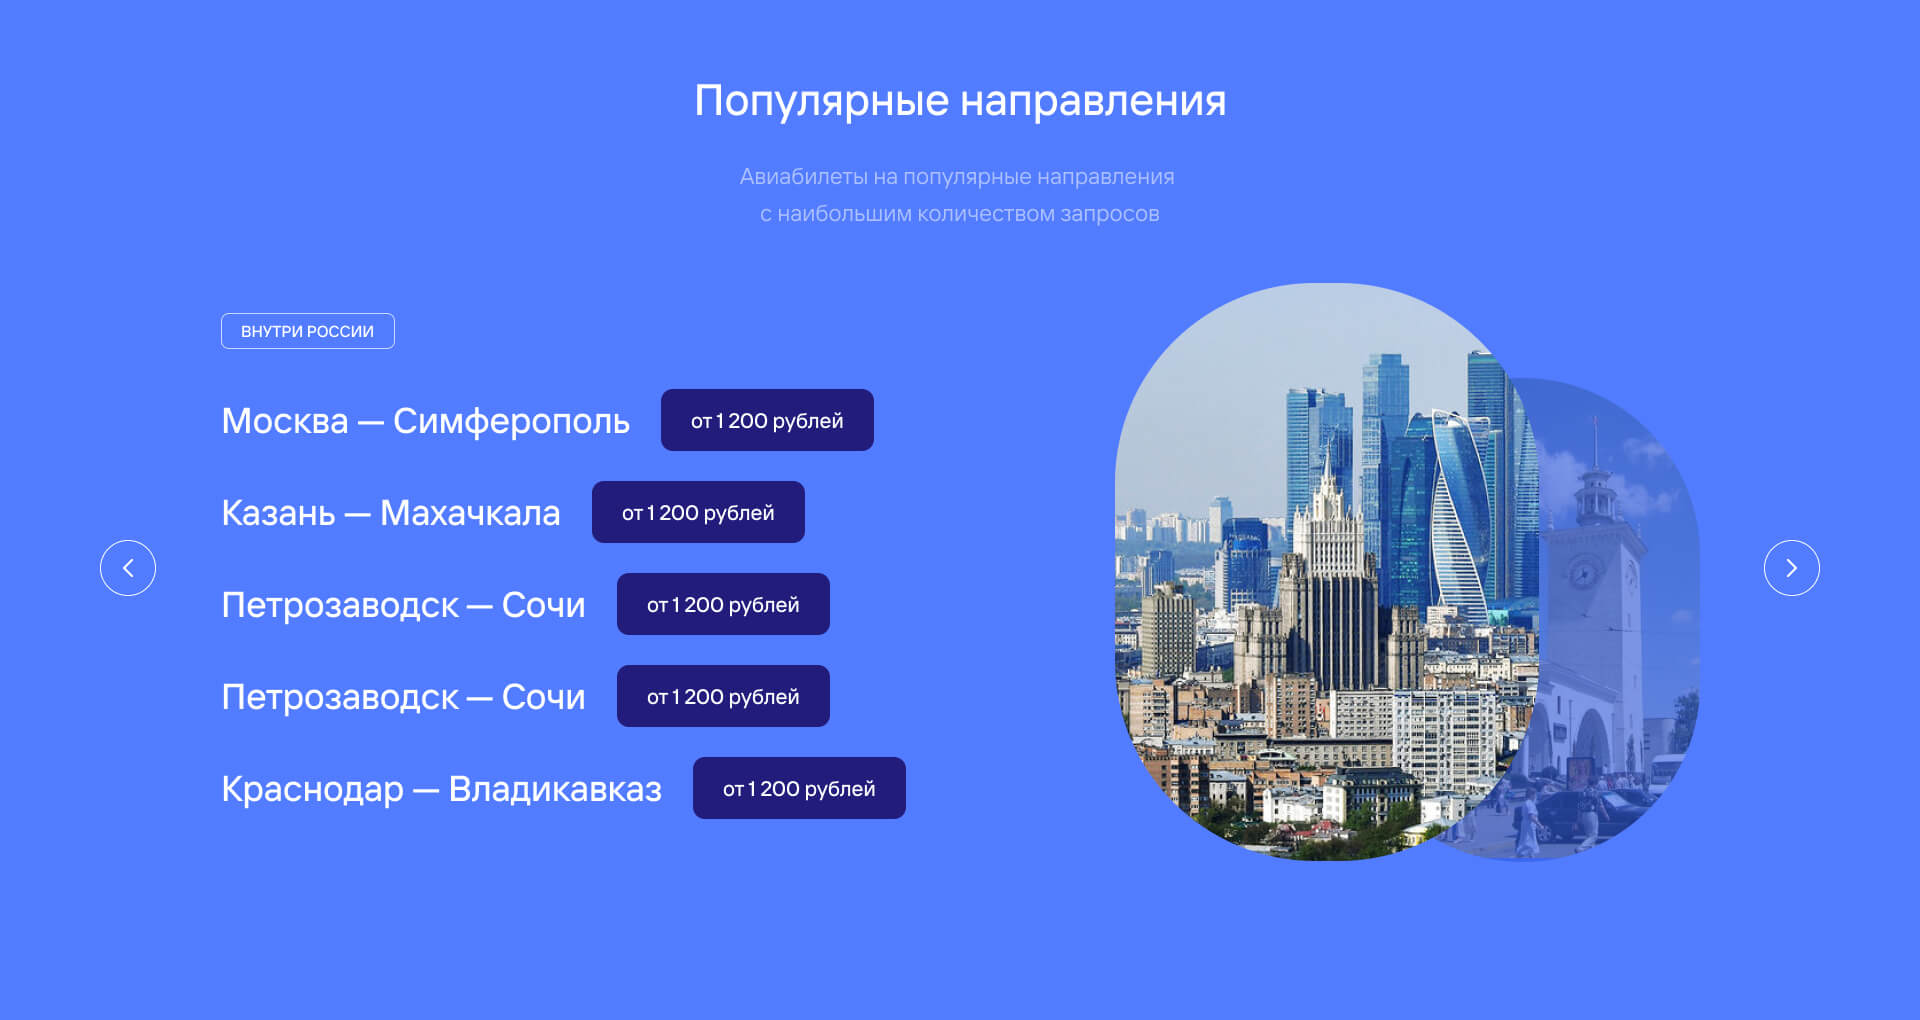 Популярные направления
Авиабилеты на популярные направления
с наибольшим количеством запросов
ВНУТРИ РОССИИ
Москва — Симферополь
от 1 200 рублей
Казань — Махачкала
от 1 200 рублей
Петрозаводск — Сочи
от 1 200 рублей
Петрозаводск — Сочи
от 1 200 рублей
Краснодар — Владикавказ
от 1 200 рублей